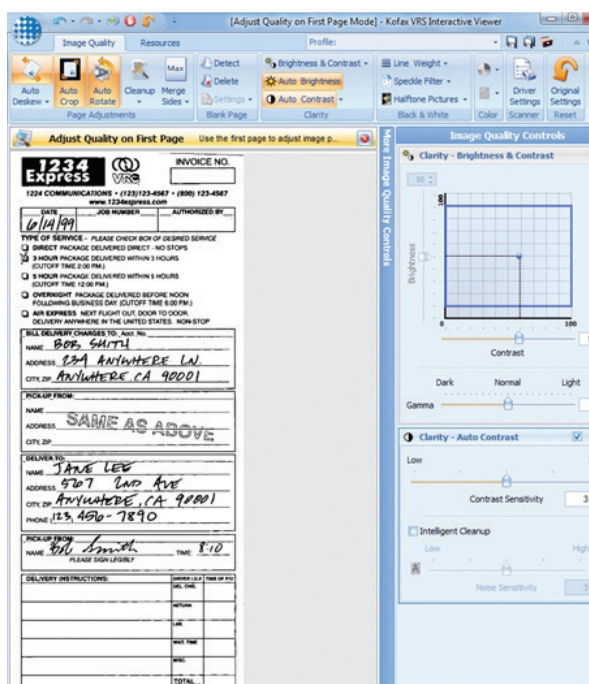 [Adjust Quality on First Page Mode] - Kofax VRS Interactive Viewer
Image Quality
Resources
Profile:
Auto Deskew
Auto Crop
Auto Rotate
Cleanup
Merge Sides
Page Adjustments
Detect
Delete
Settings
Blank Page
Brightness & Contrast
Auto Brightness
Auto Contrast
Clarity
Line Weight
Speckle Filter
Halftone Pictures
Black & White
Color
Driver Settings
Scanner
Original Settings
Reset
Adjust Quality on First Page Use the first page to adjust image p...
1234 Express VRS INVOICE NO.
1224 COMMUNICATIONS • (123)123-4567 • (800) 123-4567
www.1234express.com
DATE JOB NUMBER AUTHORIZED BY
6/14/99
TYPE OF SERVICE - PLEASE CHECK BOX OF DESIRED SERVICE
DIRECT PACKAGE DELIVERED DIRECT - NO STOPS
3 HOUR PACKAGE DELIVERED WITHIN 3 HOURS
(CUTOFF TIME 2:00 PM.)
5 HOUR PACKAGE DELIVERED WITHIN 5 HOURS
(CUTOFF TIME 12:00 PM.)
OVERNIGHT PACKAGE DELIVERED BEFORE NOON
FOLLOWING BUSINESS DAY (CUTOFF TIME 6:00 PM.)
AIR EXPRESS NEXT FLIGHT OUT, DOOR TO DOOR.
DELIVERY ANYWHERE IN THE UNITED STATES. NON-STOP
BILL DELIVERY CHARGES TO: Acct. No.
NAME BOB SMITH
ADDRESS 234 ANYWHERE LN.
CITY, ZIP ANYWHERE, CA 90001
PICK-UP FROM:
NAME
ADDRESS SAME AS ABOVE
CITY, ZIP
DELIVER TO:
NAME JANE LEE
ADDRESS 567 2ND AVE
CITY, ZIP ANYWHERE, CA 90001
PHONE (123) 456-7890
PICK-UP FROM:
NAME Bob Smith TIME: 8:10
PLEASE SIGN LEGIBLY
DELIVERY INSTRUCTIONS: DRIVER I.D.# TIME OF P/U
DEL. CHG.
RETURN
LBS.
WAIT. TIME
MISC.
TOTAL
More Image Quality Controls
Image Quality Controls
Clarity - Brightness & Contrast
50
100
Brightness
0 100
Contrast
Dark Normal Light
Gamma
Clarity - Auto Contrast
Low
Contrast Sensitivity 3
Intelligent Cleanup
Low High
Noise Sensitivity 3